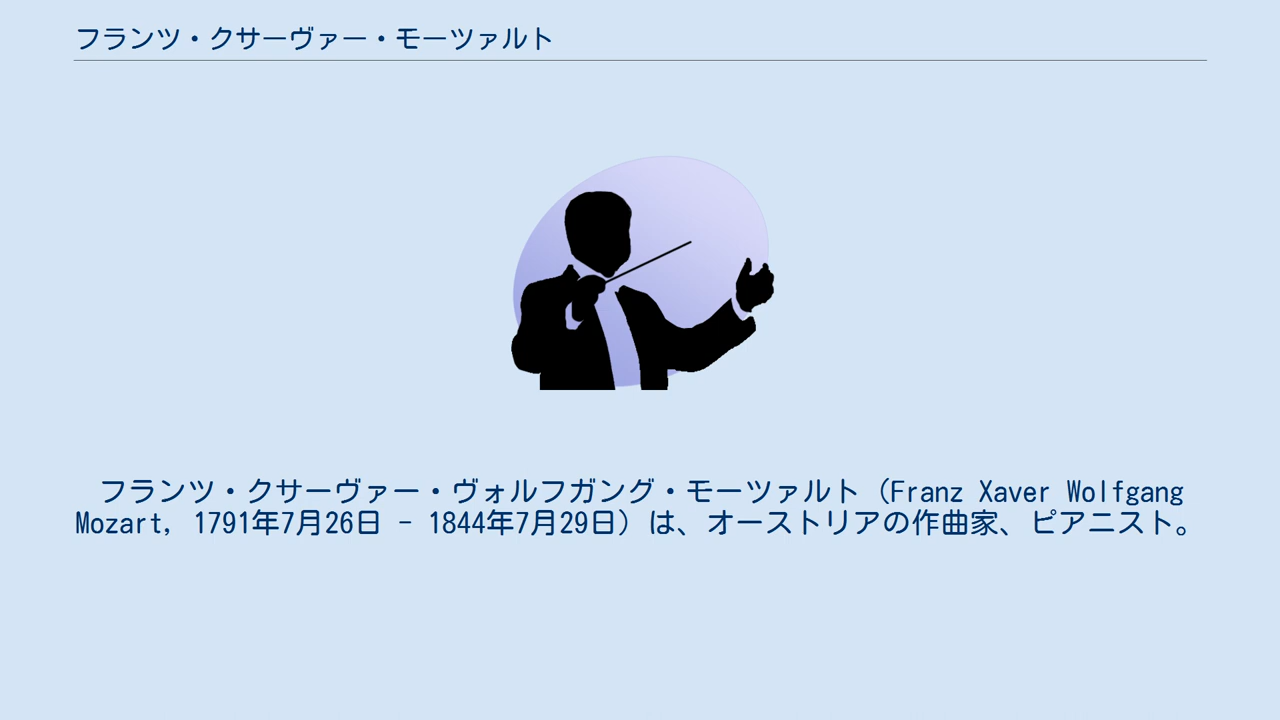 フランツ・クサーヴァー・モーツァルト
フランツ・クサーヴァー・ヴォルフガング・モーツァルト（Franz Xaver Wolfgang
Mozart, 1791年7月26日 - 1844年7月29日）は、オーストリアの作曲家、ピアニスト。